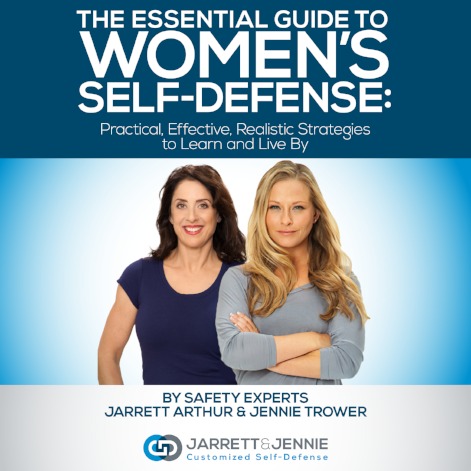 THE ESSENTIAL GUIDE TO
WOMEN'S
SELF-DEFENSE:
Practical, Effective, Realistic Strategies
to Learn and Live By
BY SAFETY EXPERTS
JARRETT ARTHUR & JENNIE TROWER
JARRETT&JENNIE
Customized Self-Defense